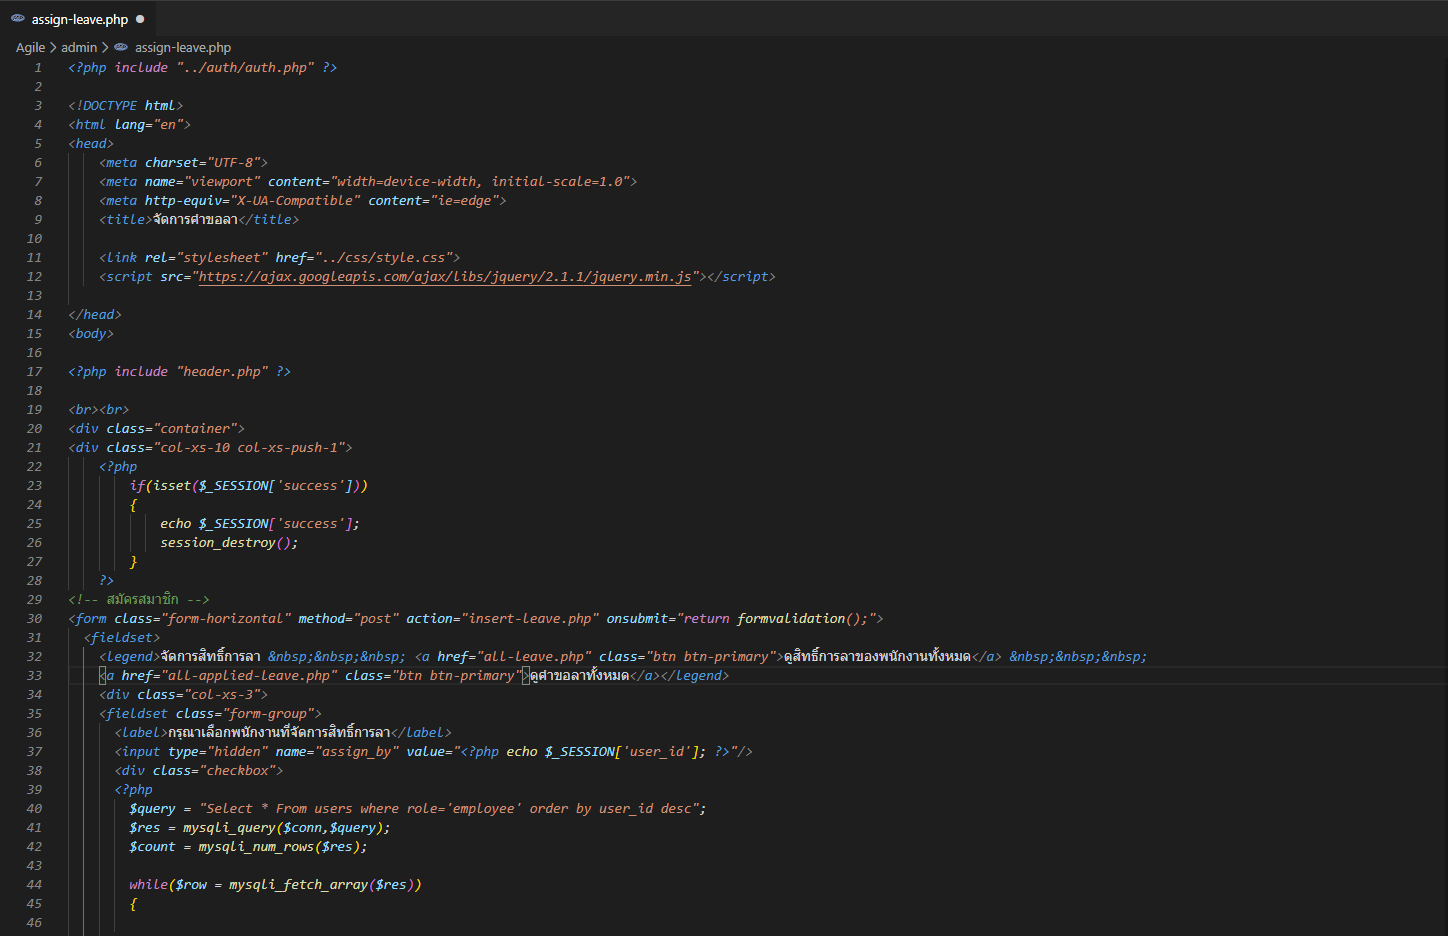 assign-leave.php
Agile > admin > assign-leave.php
1 <?php include "../auth/auth.php" ?>
2
3 <!DOCTYPE html>
4 <html lang="en">
5 <head>
6 <meta charset="UTF-8">
7 <meta name="viewport" content="width=device-width, initial-scale=1.0">
8 <meta http-equiv="X-UA-Compatible" content="ie=edge">
9 <title>จัดการคำขอลา</title>
10
11 <link rel="stylesheet" href="../css/style.css">
12 <script src="https://ajax.googleapis.com/ajax/libs/jquery/2.1.1/jquery.min.js"></script>
13
14 </head>
15 <body>
16
17 <?php include "header.php" ?>
18
19 <br><br>
20 <div class="container">
21 <div class="col-xs-10 col-xs-push-1">
22 <?php
23 if(isset($_SESSION['success']))
24 {
25 echo $_SESSION['success'];
26 session_destroy();
27 }
28 ?>
29 <!-- สมัครสมาชิก -->
30 <form class="form-horizontal" method="post" action="insert-leave.php" onsubmit="return formvalidation();">
31 <fieldset>
32 <legend>จัดการสิทธิ์การลา &nbsp;&nbsp;&nbsp; <a href="all-leave.php" class="btn btn-primary">ดูสิทธิ์การลาของพนักงานทั้งหมด</a> &nbsp;&nbsp;&nbsp;
33 <a href="all-applied-leave.php" class="btn btn-primary">ดูคำขอลาทั้งหมด</a></legend>
34 <div class="col-xs-3">
35 <fieldset class="form-group">
36 <label>กรุณาเลือกพนักงานที่จัดการสิทธิ์การลา</label>
37 <input type="hidden" name="assign_by" value="<?php echo $_SESSION['user_id']; ?>"/>
38 <div class="checkbox">
39 <?php
40 $query = "Select * From users where role='employee' order by user_id desc";
41 $res = mysqli_query($conn,$query);
42 $count = mysqli_num_rows($res);
43
44 while($row = mysqli_fetch_array($res))
45 {
46